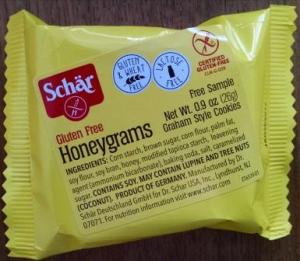 Schär
GLUTEN
& WHEAT
FREE
LACTOSE
FREE
CERTIFIED
GLUTEN-FREE
Gluten Free
Honeygrams
Free Sample
Net Wt. 0.9 oz (26g)
Graham Style Cookies
INGREDIENTS: Corn starch, brown sugar, corn flour, palm fat,
soy flour, soy bran, honey, modified tapioca starch, leavening
agent (ammonium bicarbonate), baking soda, salt, caramelized
sugar. CONTAINS SOY. MAY CONTAIN LUPINE AND TREE NUTS
(COCONUT). PRODUCT OF GERMANY. Manufactured by Dr.
Schär Deutschland GmbH for Dr. Schär USA, Inc., Lyndhurst, NJ
07071. For nutrition information visit www.schar.com